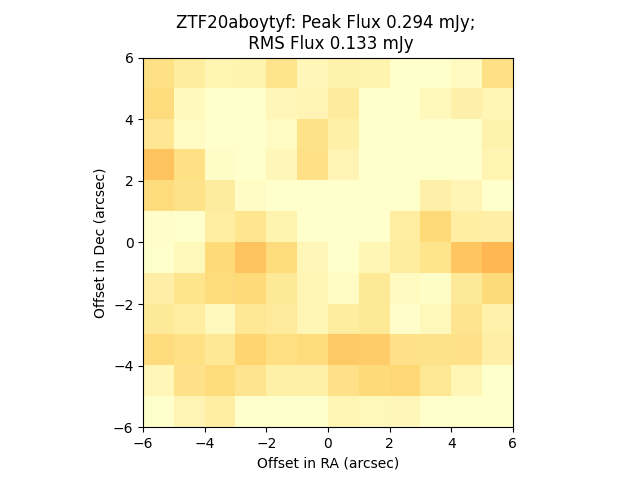 ZTF20aboytyf: Peak Flux 0.294 mJy;
RMS Flux 0.133 mJy
6
4
2
0
−2
−4
−6
Offset in Dec (arcsec)
−6 −4 −2 0 2 4 6
Offset in RA (arcsec)